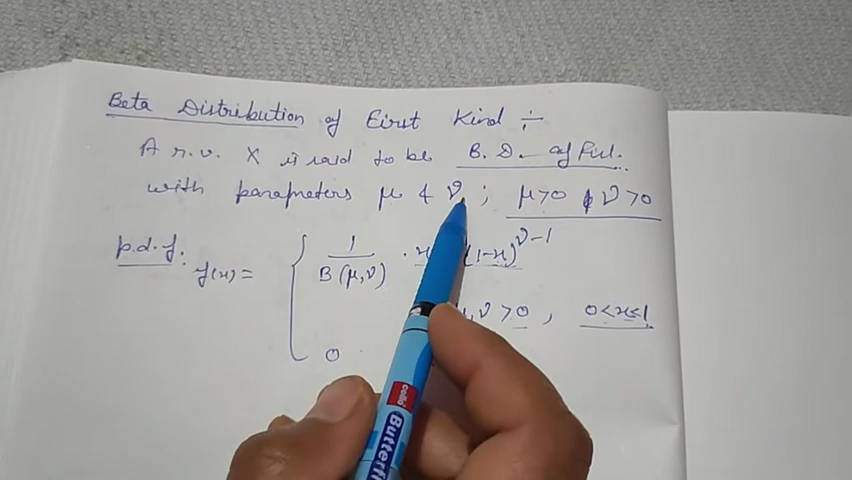 Beta Distribution of First Kind ÷
A r.v. X is said to be B. D. of
with parameters μ & ν ; μ>0 & ν>0
p.d.f. f(x) = { 1/B(μ,ν) · x (1-x)^ν-1
, ν >0 , 0<x<1
0
cello
Butterfl